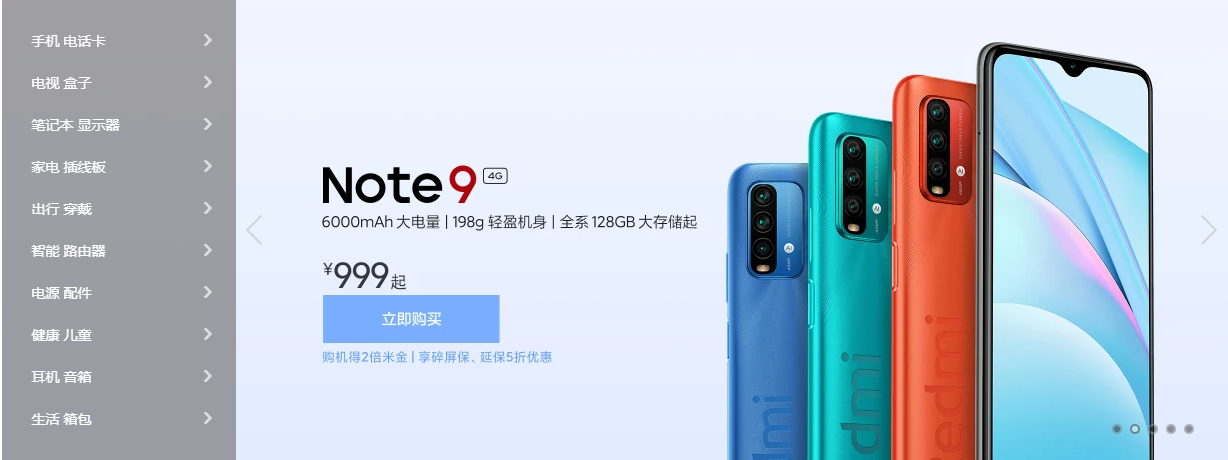 手机 电话卡
电视 盒子
笔记本 显示器
家电 插线板
出行 穿戴
智能 路由器
电源 配件
健康 儿童
耳机 音箱
生活 箱包
Note 9 4G
6000mAh 大电量 | 198g 轻盈机身 | 全系 128GB 大存储起
¥999起
立即购买
购机得2倍米金 | 享碎屏保、延保5折优惠
dmi
dmi
edmi